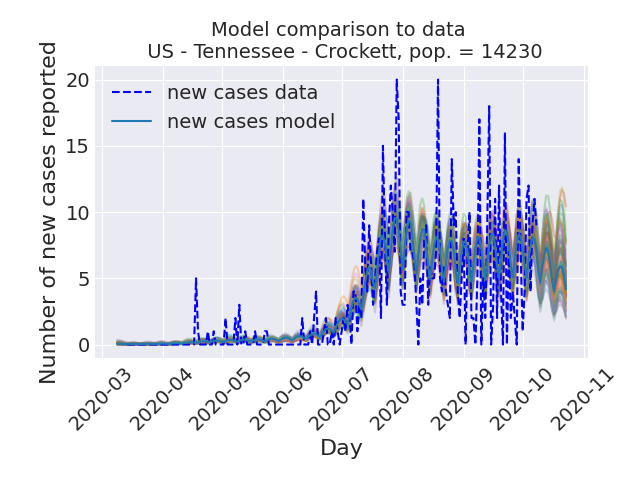 Model comparison to data
US - Tennessee - Crockett, pop. = 14230
Number of new cases reported
20
15
10
5
0
new cases data
new cases model
2020-03
2020-04
2020-05
2020-06
2020-07
2020-08
2020-09
2020-10
2020-11
Day